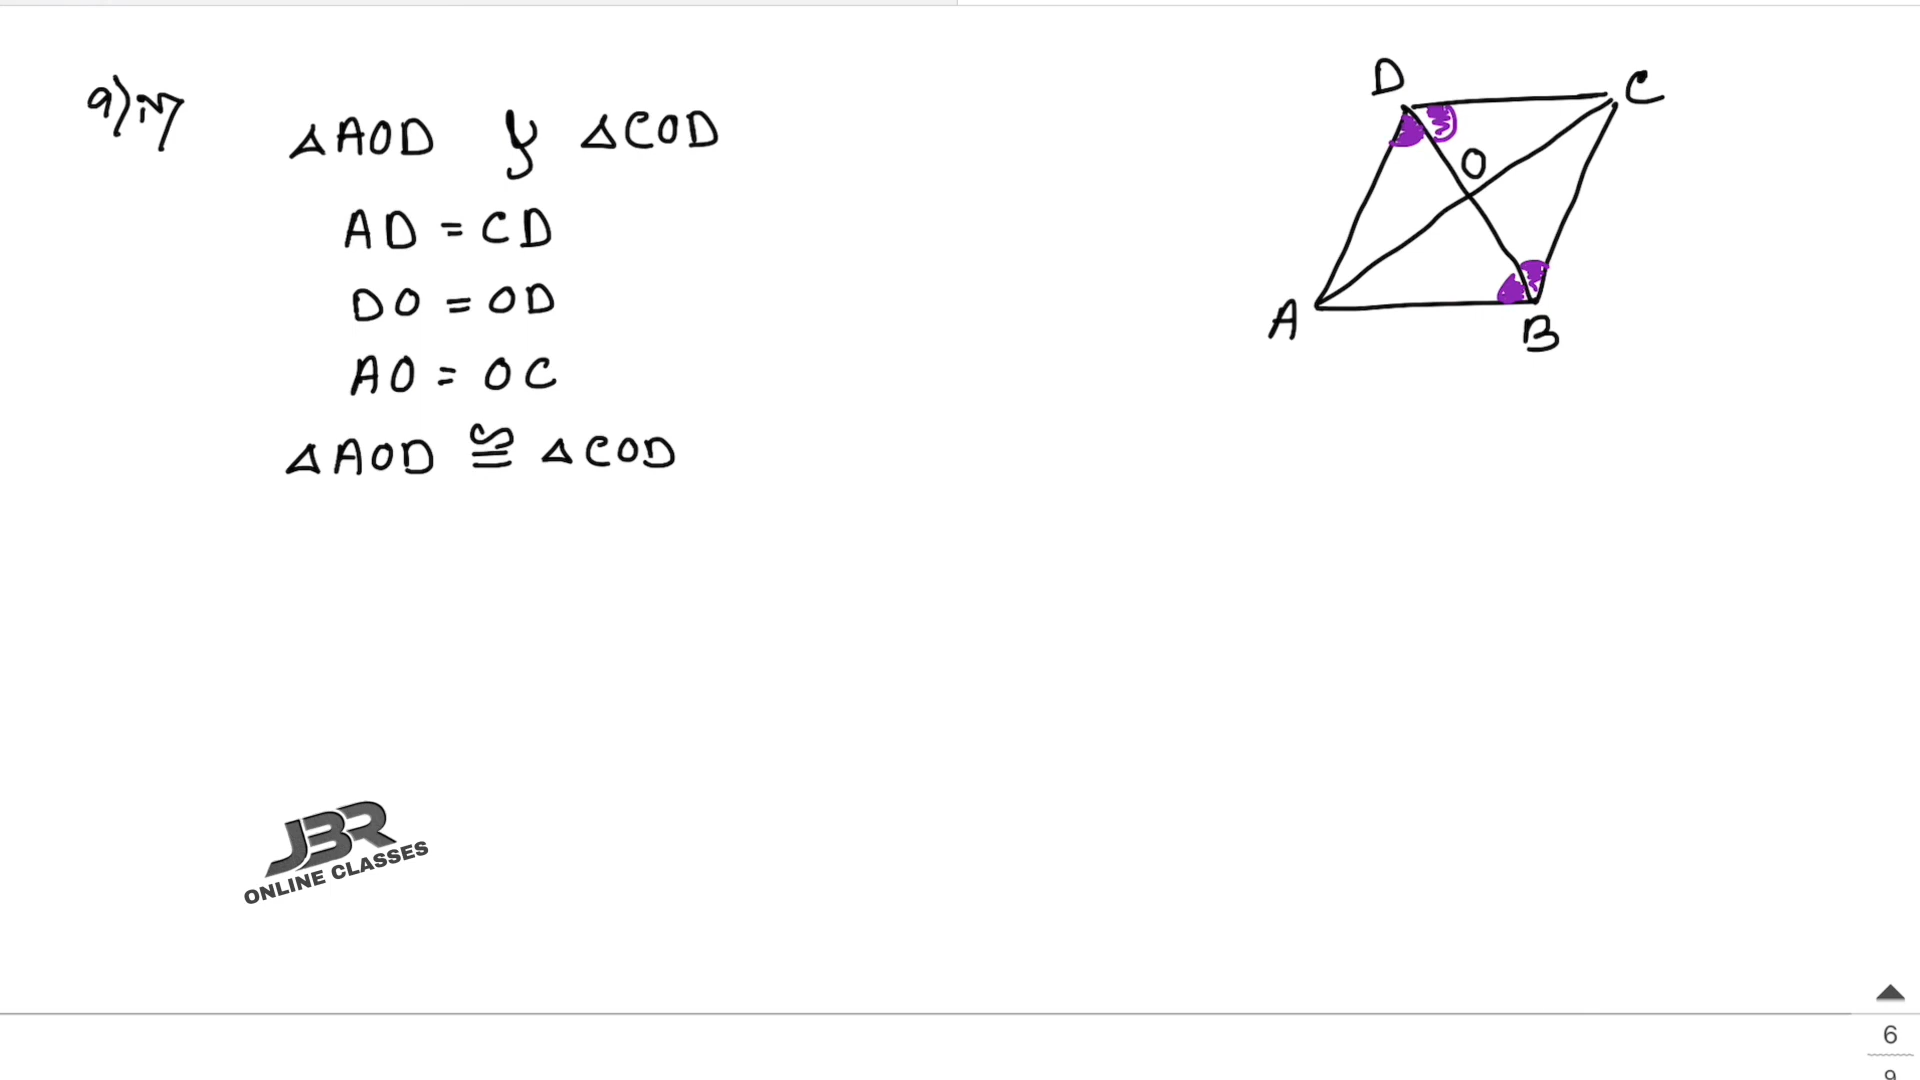 △AOD & △COD
AD = CD
DO = OD
AO = OC
△AOD ≅ △COD
D
C
O
A
B
JBR
ONLINE CLASSES
6
9